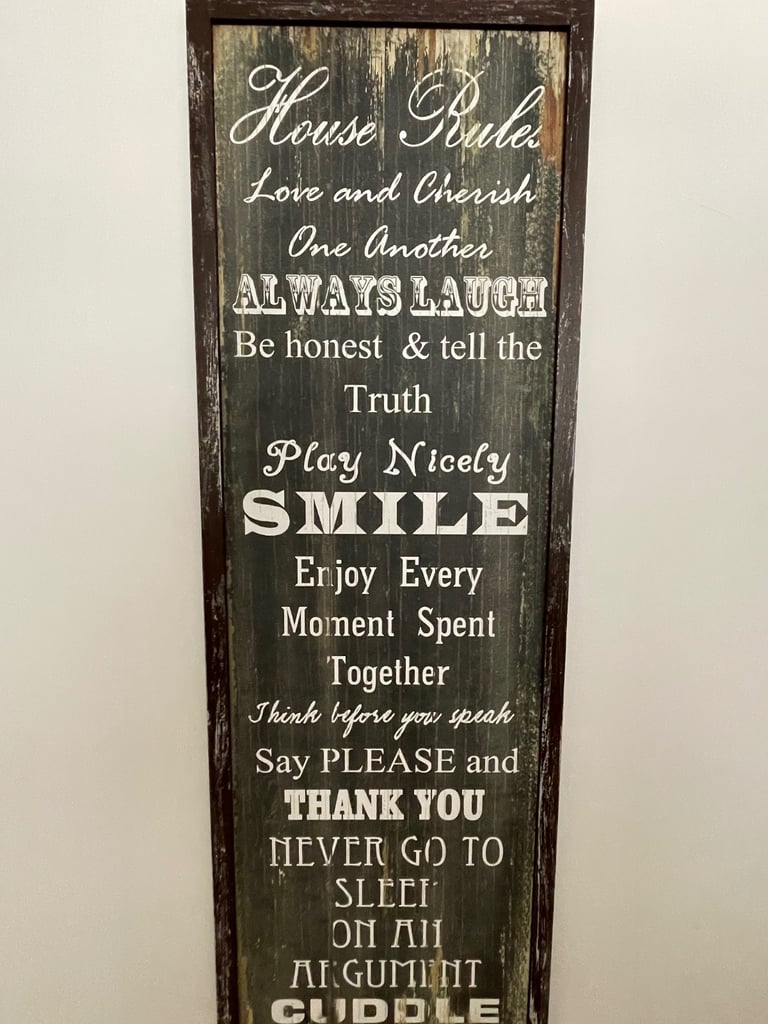 House Rules
Love and Cherish
One Another
ALWAYS LAUGH
Be honest & tell the
Truth
Play Nicely
SMILE
Enjoy Every
Moment Spent
Together
Think before you speak
Say PLEASE and
THANK YOU
NEVER GO TO
SLEEP
ON AN
ARGUMENT
CUDDLE